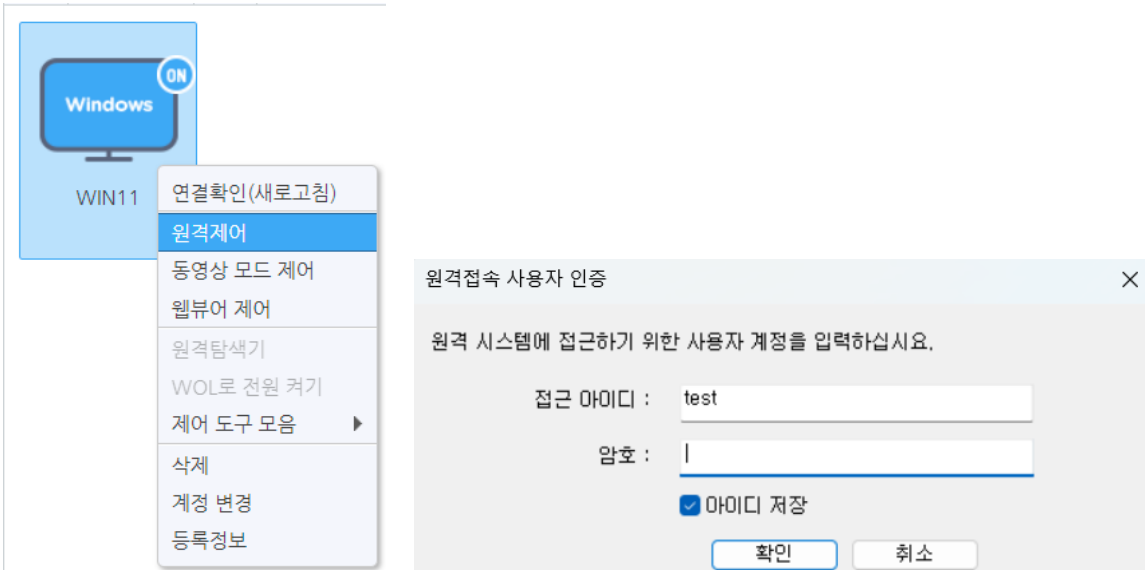 ON
Windows
WIN11
연결확인(새로고침)
원격제어
동영상 모드 제어
웹뷰어 제어
원격탐색기
WOL로 전원 켜기
제어 도구 모음
삭제
계정 변경
등록정보
원격접속 사용자 인증
원격 시스템에 접근하기 위한 사용자 계정을 입력하십시요.
접근 아이디 : test
암호 :
아이디 저장
확인 취소